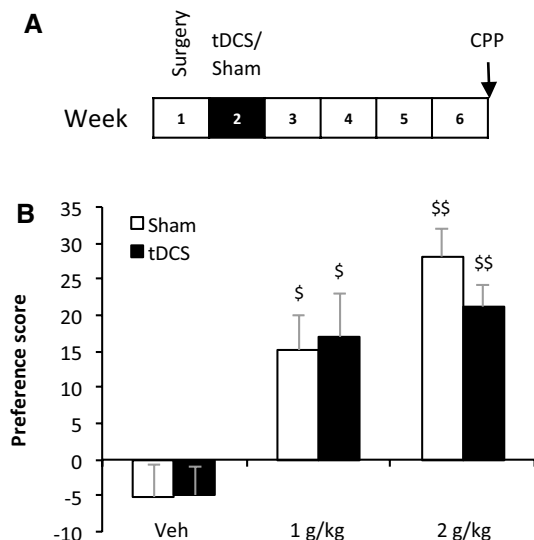 A
Surgery
tDCS/
Sham
CPP
Week 1 2 3 4 5 6
B
35
30
25
20
15
10
5
0
-5
-10
Preference score
Sham
tDCS
$ $ $$ $$
Veh 1 g/kg 2 g/kg